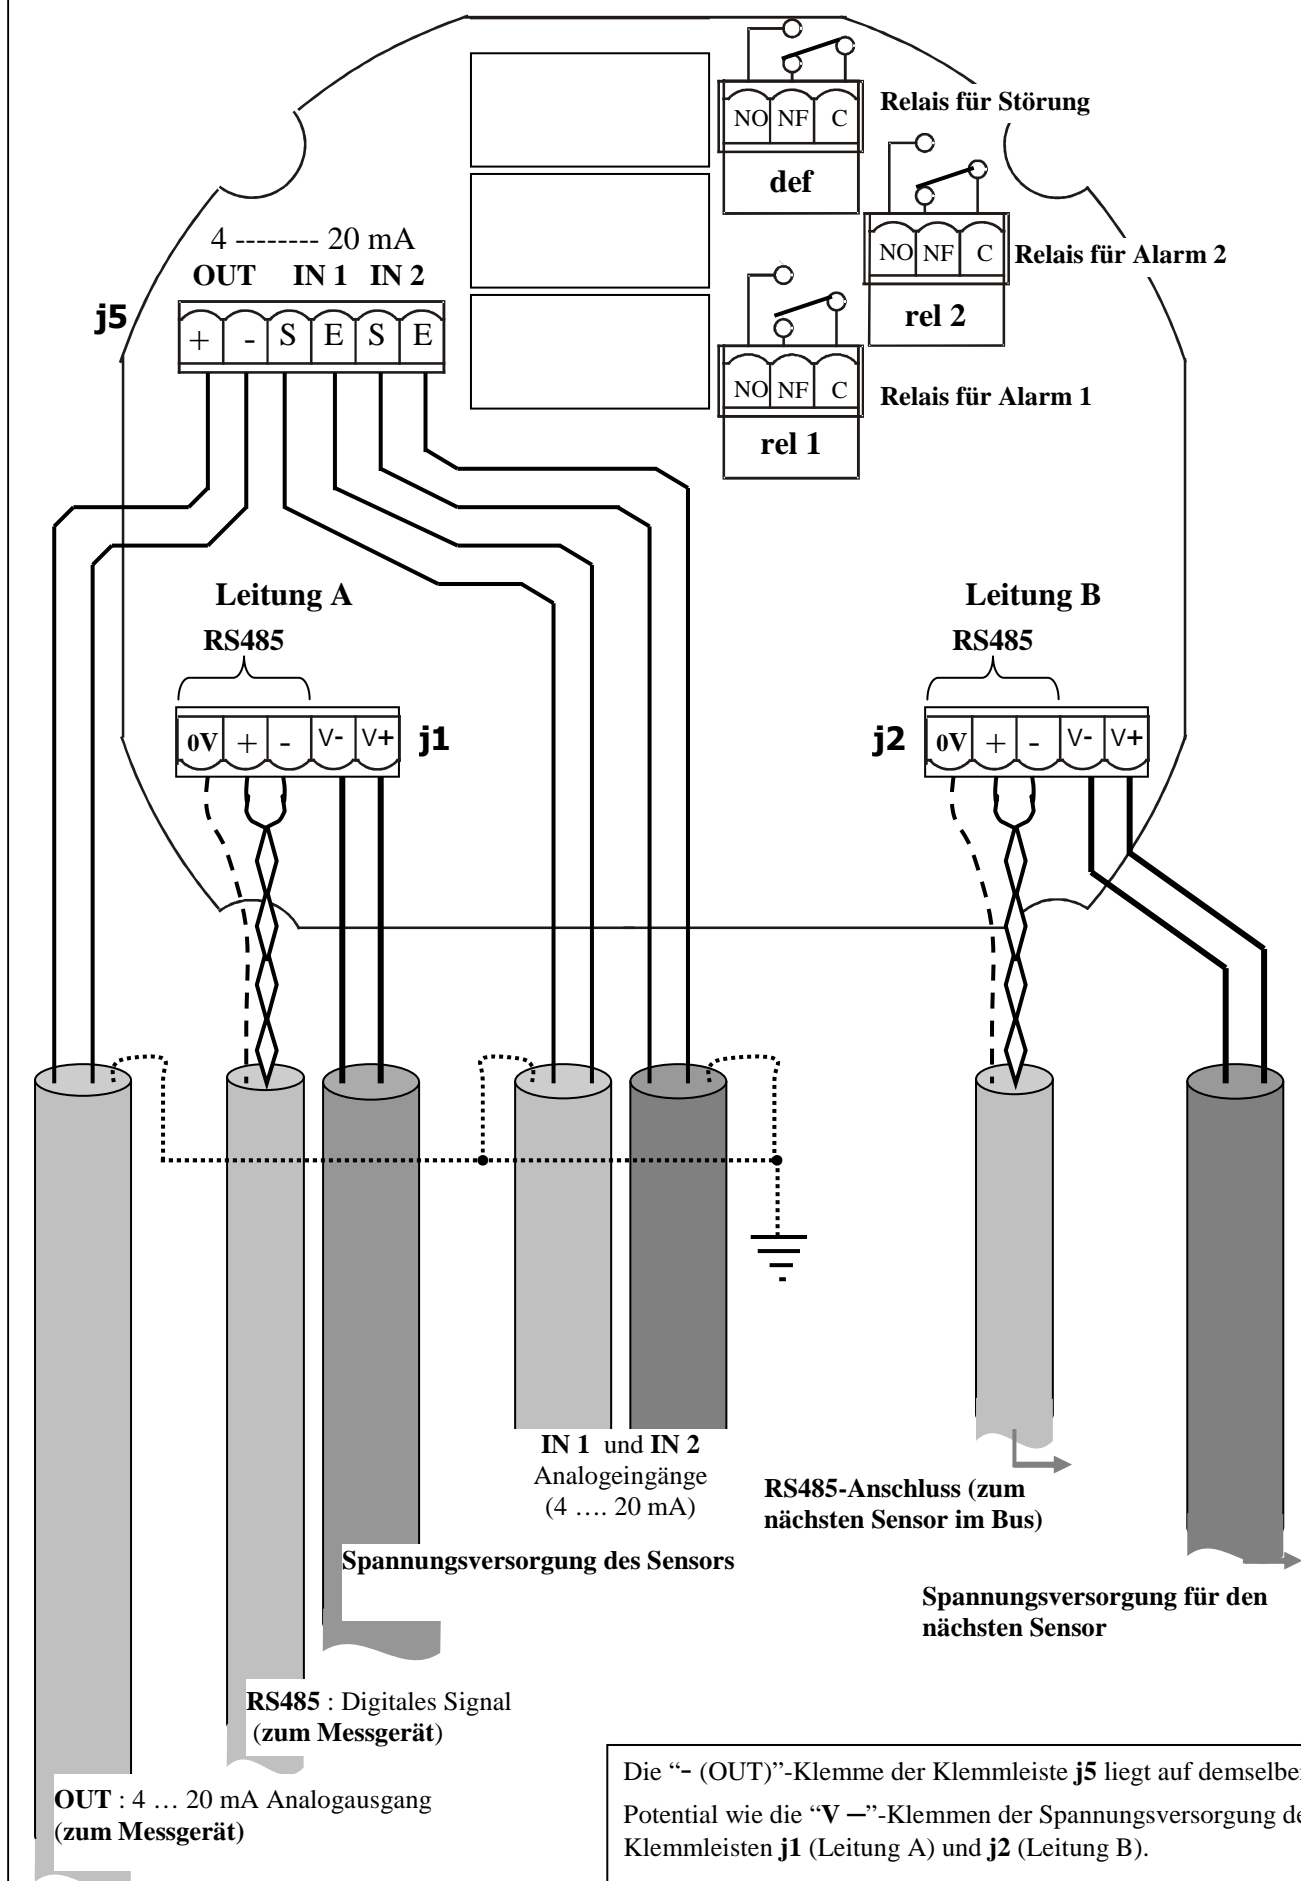 Relais für Störung
NO NF C
def
4 -------- 20 mA
OUT IN 1 IN 2
NO NF C
Relais für Alarm 2
rel 2
j5
+ - S E S E
NO NF C
Relais für Alarm 1
rel 1
Leitung A
RS485
Leitung B
RS485
0V + - V- V+
j1
j2
0V + - V- V+
IN 1 und IN 2
Analogeingänge
(4 .... 20 mA)
RS485-Anschluss (zum
nächsten Sensor im Bus)
Spannungsversorgung des Sensors
Spannungsversorgung für den
nächsten Sensor
RS485 : Digitales Signal
(zum Messgerät)
OUT : 4 … 20 mA Analogausgang
(zum Messgerät)
Die “- (OUT)”-Klemme der Klemmleiste j5 liegt auf
Potential wie die “V –”-Klemmen der Spannungsversorgung
Klemmleisten j1 (Leitung A) und j2 (Leitung B).